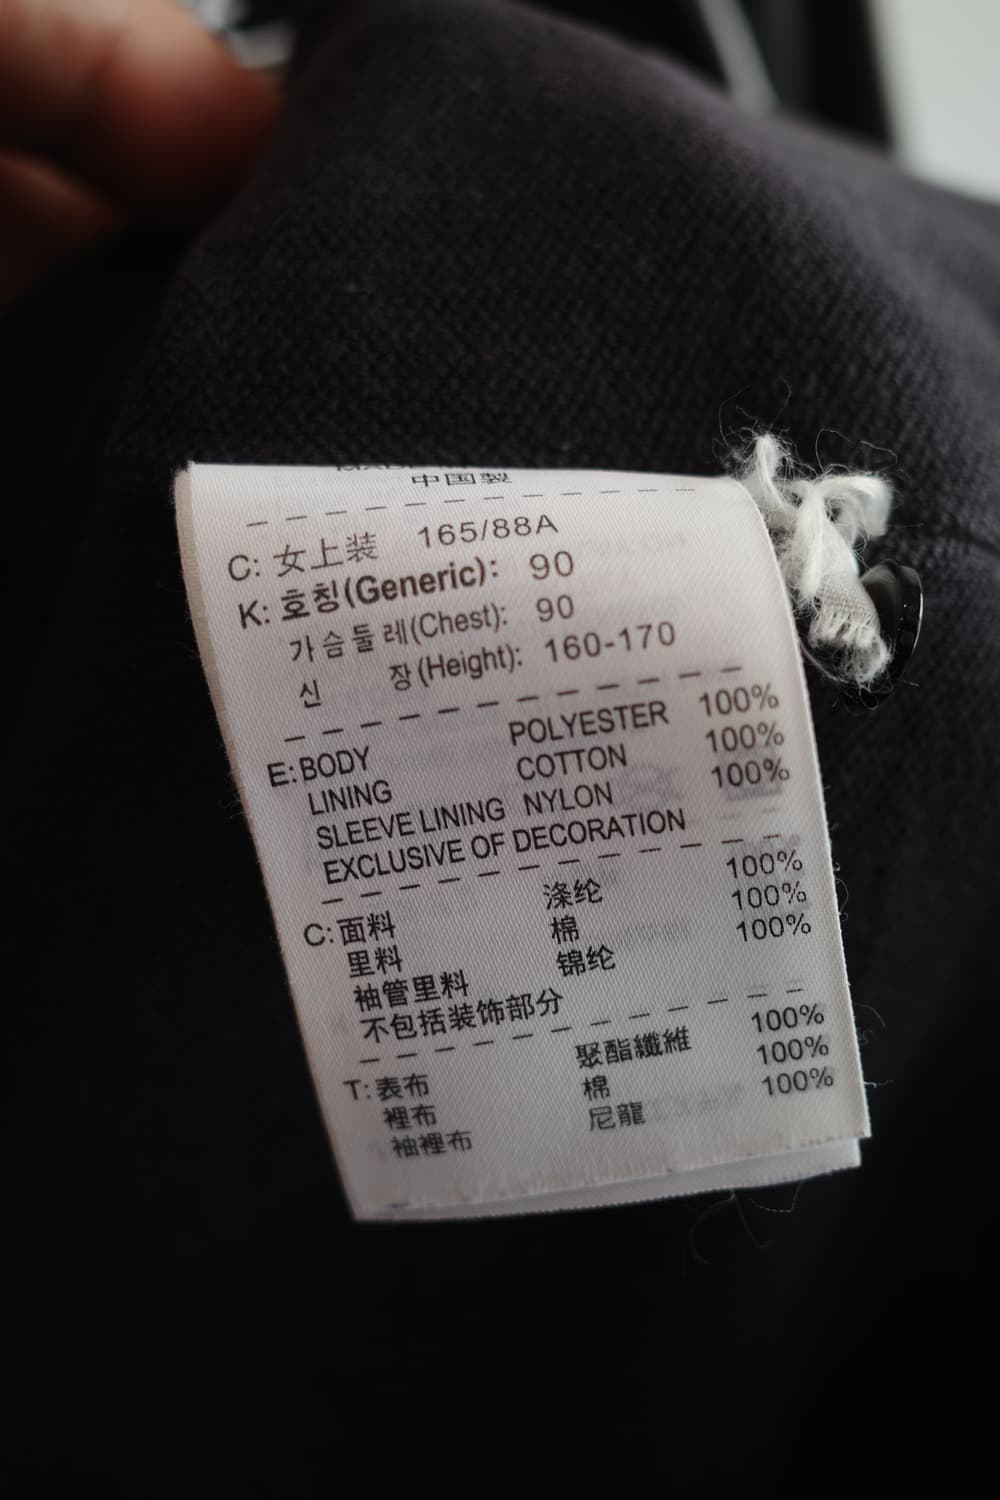 中国製
C: 女上装 165/88A
K: 호칭(Generic): 90
가슴둘레(Chest): 90
신 장(Height): 160-170
E: BODY POLYESTER 100%
LINING COTTON 100%
SLEEVE LINING NYLON 100%
EXCLUSIVE OF DECORATION
C: 面料 涤纶 100%
里料 棉 100%
袖管里料 锦纶 100%
不包括装饰部分
T: 表布 聚酯纖維 100%
裡布 棉 100%
袖裡布 尼龍 100%